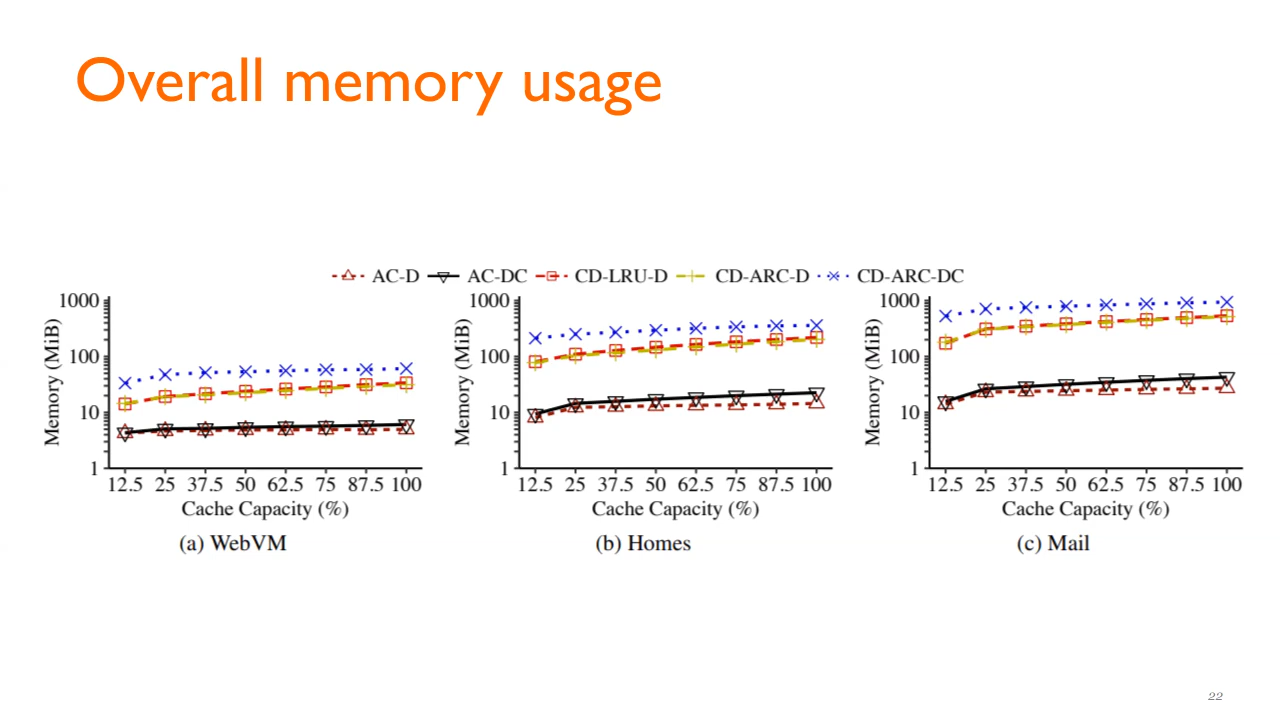 Overall memory usage
AC-D AC-DC CD-LRU-D CD-ARC-D CD-ARC-DC
Memory (MiB)
1000
100
10
1
12.5 25 37.5 50 62.5 75 87.5 100
Cache Capacity (%)
(a) WebVM
Memory (MiB)
1000
100
10
1
12.5 25 37.5 50 62.5 75 87.5 100
Cache Capacity (%)
(b) Homes
Memory (MiB)
1000
100
10
1
12.5 25 37.5 50 62.5 75 87.5 100
Cache Capacity (%)
(c) Mail
22